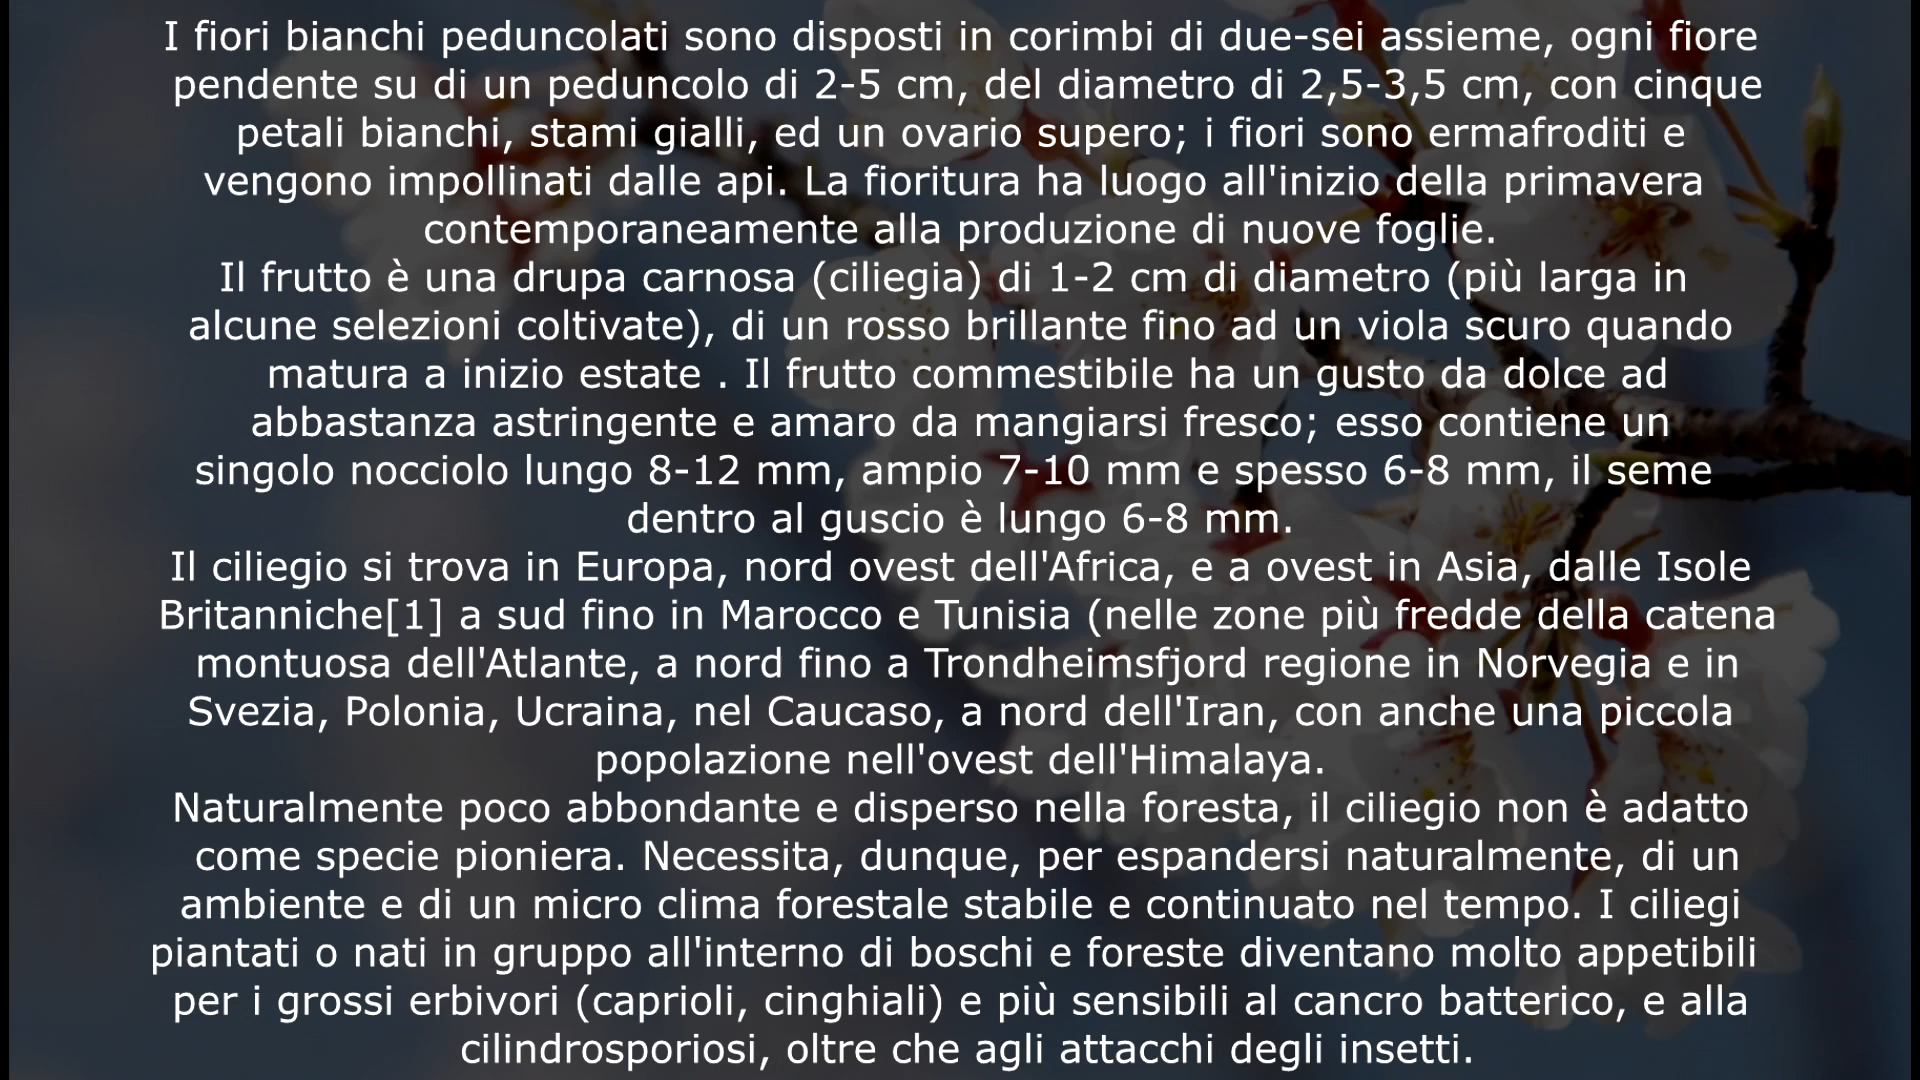 I fiori bianchi peduncolati sono disposti in corimbi di due-sei assieme, ogni fiore
pendente su di un peduncolo di 2-5 cm, del diametro di 2,5-3,5 cm, con cinque
petali bianchi, stami gialli, ed un ovario supero; i fiori sono ermafroditi e
vengono impollinati dalle api. La fioritura ha luogo all'inizio della primavera
contemporaneamente alla produzione di nuove foglie.
Il frutto è una drupa carnosa (ciliegia) di 1-2 cm di diametro (più larga in
alcune selezioni coltivate), di un rosso brillante fino ad un viola scuro quando
matura a inizio estate . Il frutto commestibile ha un gusto da dolce ad
abbastanza astringente e amaro da mangiarsi fresco; esso contiene un
singolo nocciolo lungo 8-12 mm, ampio 7-10 mm e spesso 6-8 mm, il seme
dentro al guscio è lungo 6-8 mm.
Il ciliegio si trova in Europa, nord ovest dell'Africa, e a ovest in Asia, dalle Isole
Britanniche[1] a sud fino in Marocco e Tunisia (nelle zone più fredde della catena
montuosa dell'Atlante, a nord fino a Trondheimsfjord regione in Norvegia e in
Svezia, Polonia, Ucraina, nel Caucaso, a nord dell'Iran, con anche una piccola
popolazione nell'ovest dell'Himalaya.
Naturalmente poco abbondante e disperso nella foresta, il ciliegio non è adatto
come specie pioniera. Necessita, dunque, per espandersi naturalmente, di un
ambiente e di un micro clima forestale stabile e continuato nel tempo. I ciliegi
piantati o nati in gruppo all'interno di boschi e foreste diventano molto appetibili
per i grossi erbivori (caprioli, cinghiali) e più sensibili al cancro batterico, e alla
cilindrosporiosi, oltre che agli attacchi degli insetti.